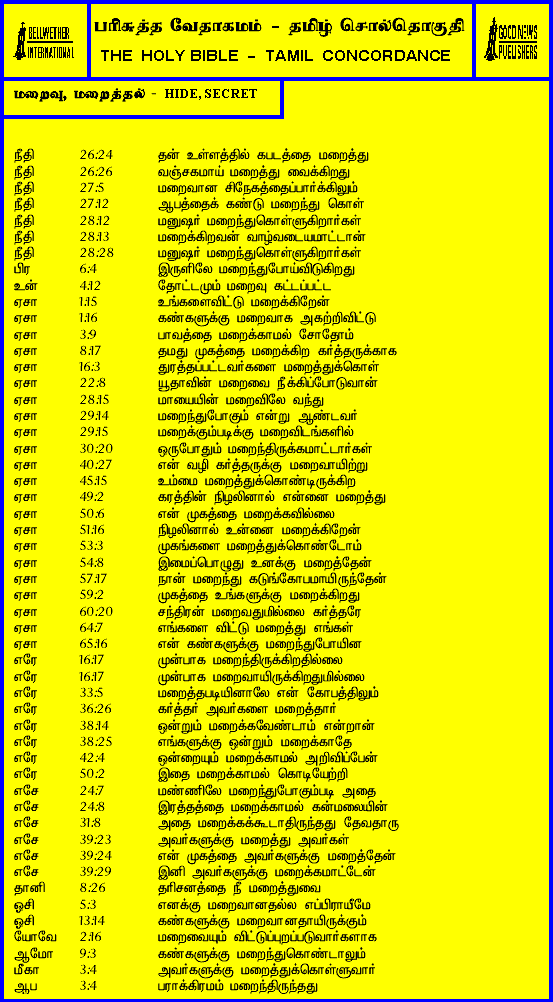 BELLWETHER
INTERNATIONAL
பரிசுத்த வேதாகமம் - தமிழ் சொல்தொகுதி
THE HOLY BIBLE - TAMIL CONCORDANCE
GOOD NEWS
PUBLISHERS
மறைவு, மறைத்தல் - HIDE, SECRET
நீதி 26:24 தன் உள்ளத்தில் கபடத்தை மறைத்து
நீதி 26:26 வஞ்சகமாய் மறைத்து வைக்கிறது
நீதி 27:5 மறைவான சிநேகத்தைப்பார்க்கிலும்
நீதி 27:12 ஆபத்தைக் கண்டு மறைந்து கொள்
நீதி 28:12 மனுஷர் மறைந்துகொள்ளுகிறார்கள்
நீதி 28:13 மறைக்கிறவன் வாழ்வடையமாட்டான்
நீதி 28:28 மனுஷர் மறைந்துகொள்ளுகிறார்கள்
பிர 6:4 இருளிலே மறைந்துபோய்விடுகிறது
உன் 4:12 தோட்டமும் மறைவு கட்டப்பட்ட
ஏசா 1:15 உங்களைவிட்டு மறைக்கிறேன்
ஏசா 1:16 கண்களுக்கு மறைவாக அகற்றிவிட்டு
ஏசா 3:9 பாவத்தை மறைக்காமல் சோதோம்
ஏசா 8:17 தமது முகத்தை மறைக்கிற கர்த்தருக்காக
ஏசா 16:3 துரத்தப்பட்டவர்களை மறைத்துக்கொள்
ஏசா 22:8 யூதாவின் மறைவை நீக்கிப்போடுவான்
ஏசா 28:15 மாயையின் மறைவிலே வந்து
ஏசா 29:14 மறைந்துபோகும் என்று ஆண்டவர்
ஏசா 29:15 மறைக்கும்படிக்கு மறைவிடங்களில்
ஏசா 30:20 ஒருபோதும் மறைந்திருக்கமாட்டார்கள்
ஏசா 40:27 என் வழி கர்த்தருக்கு மறைவாயிற்று
ஏசா 45:15 உம்மை மறைத்துக்கொண்டிருக்கிற
ஏசா 49:2 கரத்தின் நிழலினால் என்னை மறைத்து
ஏசா 50:6 என் முகத்தை மறைக்கவில்லை
ஏசா 51:16 நிழலினால் உன்னை மறைக்கிறேன்
ஏசா 53:3 முகங்களை மறைத்துக்கொண்டோம்
ஏசா 54:8 இமைப்பொழுது உனக்கு மறைத்தேன்
ஏசா 57:17 நான் மறைந்து கடுங்கோபமாயிருந்தேன்
ஏசா 59:2 முகத்தை உங்களுக்கு மறைக்கிறது
ஏசா 60:20 சந்திரன் மறைவதுமில்லை கர்த்தரே
ஏசா 64:7 எங்களை விட்டு மறைத்து எங்கள்
ஏசா 65:16 என் கண்களுக்கு மறைந்துபோயின
எரே 16:17 முன்பாக மறைந்திருக்கிறதில்லை
எரே 16:17 முன்பாக மறைவாயிருக்கிறதுமில்லை
எரே 33:5 மறைத்தபடியினாலே என் கோபத்திலும்
எரே 36:26 கர்த்தர் அவர்களை மறைத்தார்
எரே 38:14 ஒன்றும் மறைக்கவேண்டாம் என்றான்
எரே 38:25 எங்களுக்கு ஒன்றும் மறைக்காதே
எரே 42:4 ஒன்றையும் மறைக்காமல் அறிவிப்பேன்
எரே 50:2 இதை மறைக்காமல் கொடியேற்றி
எசே 24:7 மண்ணிலே மறைந்துபோகும்படி அதை
எசே 24:8 இரத்தத்தை மறைக்காமல் கன்மலையின்
எசே 31:8 அதை மறைக்கக்கூடாதிருந்தது தேவதாரு
எசே 39:23 அவர்களுக்கு மறைத்து அவர்கள்
எசே 39:24 என் முகத்தை அவர்களுக்கு மறைத்தேன்
எசே 39:29 இனி அவர்களுக்கு மறைக்கமாட்டேன்
தானி 8:26 தரிசனத்தை நீ மறைத்துவை
ஓசி 5:3 எனக்கு மறைவானதல்ல எப்பிராயீமே
ஓசி 13:14 கண்களுக்கு மறைவானதாயிருக்கும்
யோவே 2:16 மறைவையும் விட்டுப்புறப்படுவார்களாக
ஆமோ 9:3 கண்களுக்கு மறைந்துகொண்டாலும்
மீகா 3:4 அவர்களுக்கு மறைத்துக்கொள்ளுவார்
ஆப 3:4 பராக்கிரமம் மறைந்திருந்தது